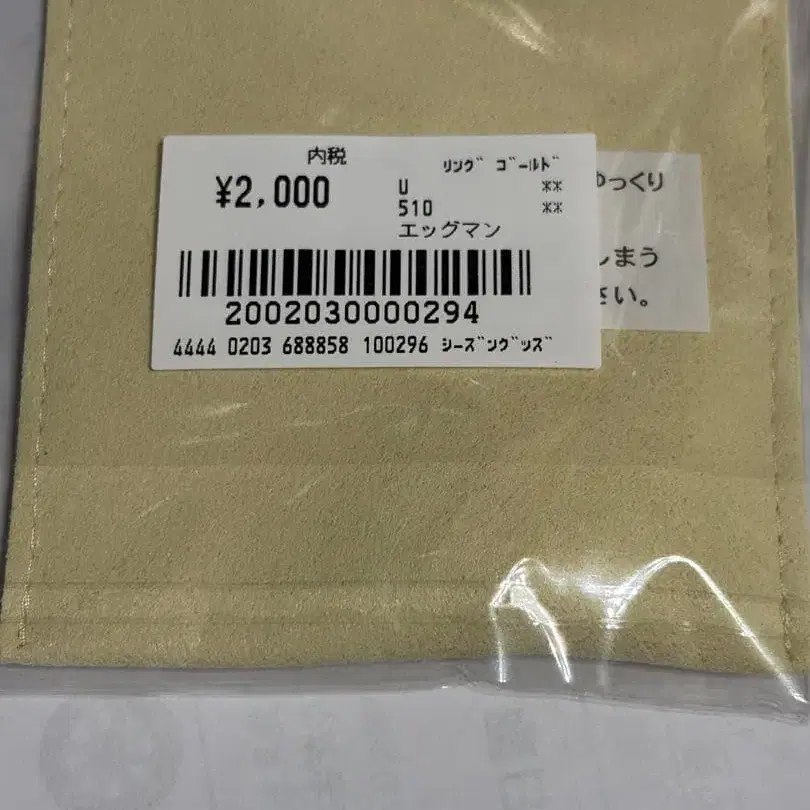 内税 ﾘﾝｸﾞ ｺﾞｰﾙﾄﾞ
¥2,000 U **
510 **
エッグマン
2002030000294
4444 0203 688858 100296 ｼｰｽﾞﾝｸﾞｯｽﾞ
ゆっくり
しまう
さい。